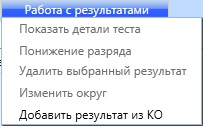 Работа с результатами
Показать детали теста
Понижение разряда
Удалить выбранный результат
Изменить округ
Добавить результат из КО